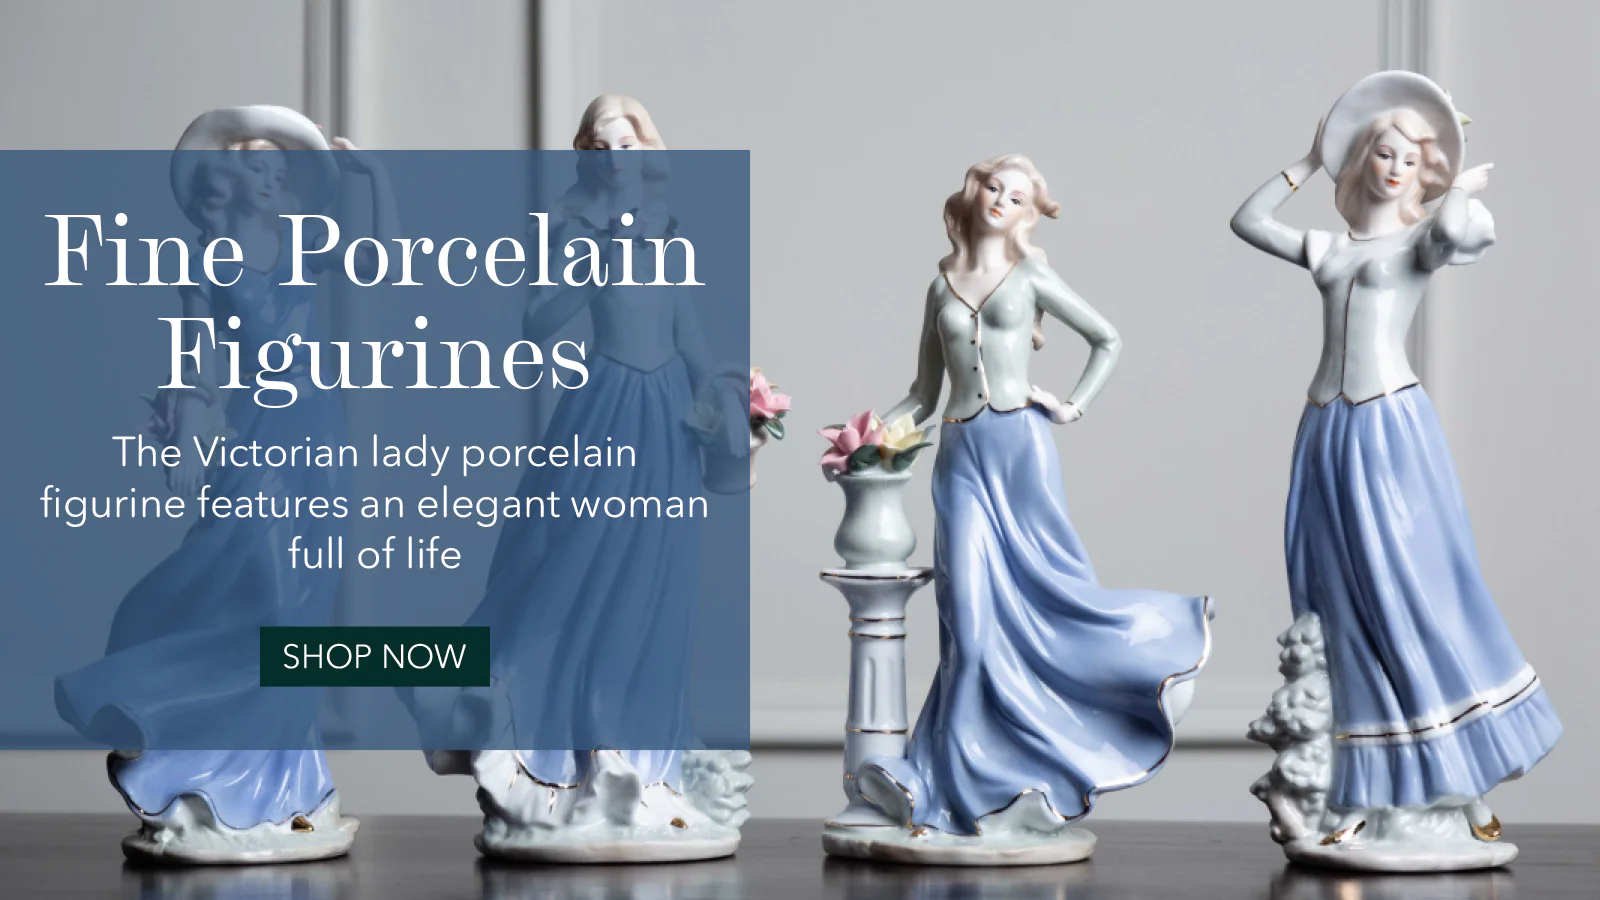 Fine Porcelain
Figurines
The Victorian lady porcelain
figurine features an elegant woman
full of life
SHOP NOW